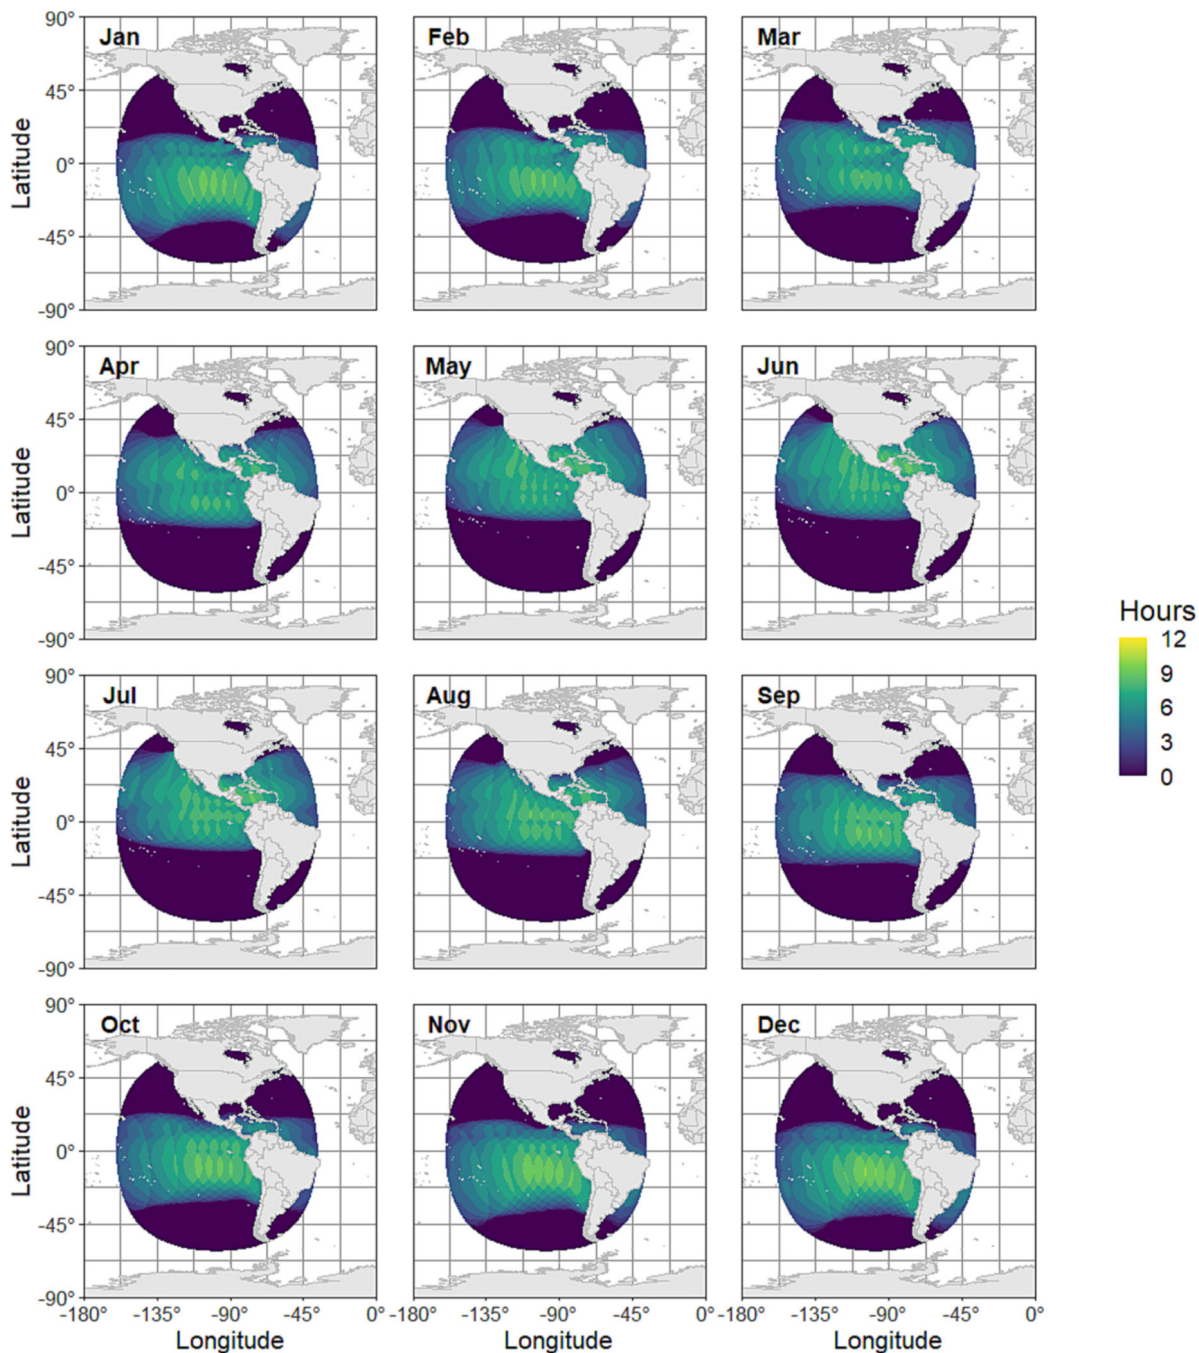 90° Jan Feb Mar
45°
Latitude
0°
-45°
-90°
90° Apr May Jun
45°
Latitude
0°
-45°
-90°
Hours
12
9
6
3
0
90° Jul Aug Sep
45°
Latitude
0°
-45°
-90°
90° Oct Nov Dec
45°
Latitude
0°
-45°
-90°
-180° -135° -90° -45° 0° -180° -135° -90° -45° 0° -180° -135° -90° -45° 0°
Longitude Longitude Longitude